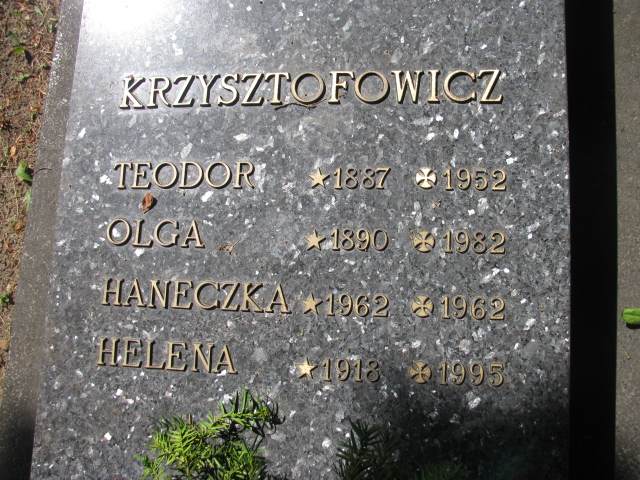 KRZYSZTOFOWICZ
TEODOR ★1887 ✠1952
OLGA ★1890 ✠1982
HANECZKA ★1962 ✠1962
HELENA ★1918 ✠1995